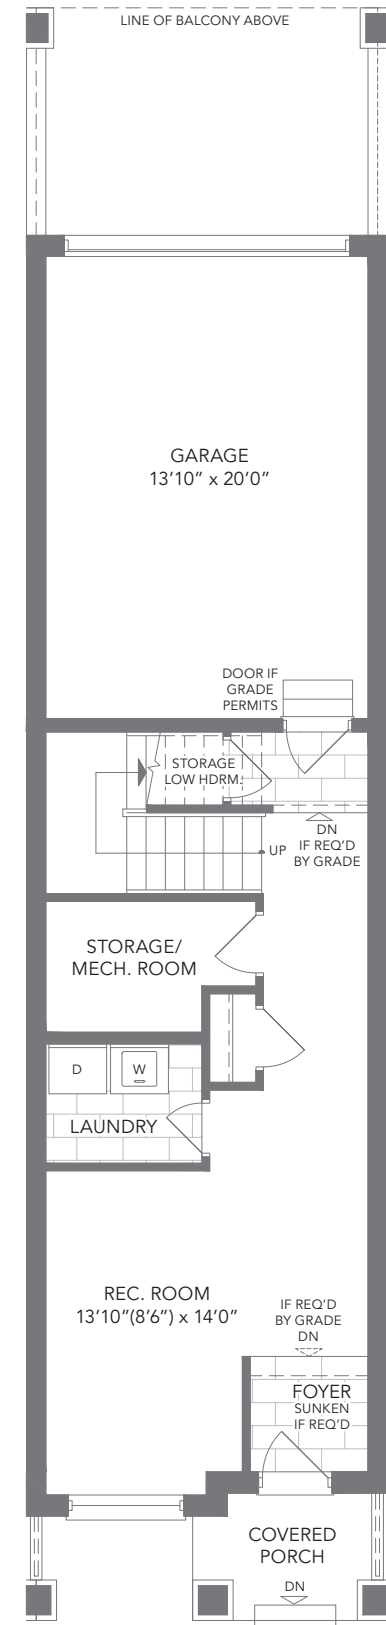 LINE OF BALCONY ABOVE
GARAGE
13'10" x 20'0"
DOOR IF
GRADE
PERMITS
STORAGE
LOW HDRM.
DN
IF REQ'D
BY GRADE
UP
STORAGE/
MECH. ROOM
D
W
LAUNDRY
REC. ROOM
13'10"(8'6") x 14'0"
IF REQ'D
BY GRADE
DN
FOYER
SUNKEN
IF REQ'D
COVERED
PORCH
DN